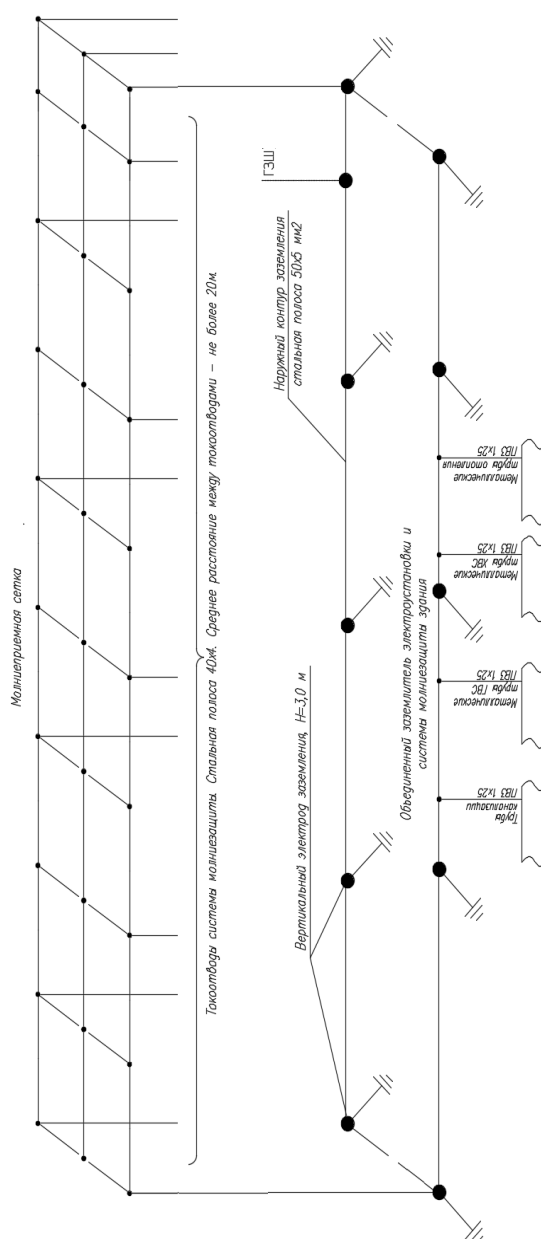 Молниеприемная сетка
Токоотводы системы молниезащиты. Стальная полоса 40х4. Среднее расстояние между токоотводами – не более 20м.
ГЗШ
Наружный контур заземления
стальная полоса 50х5 мм2
Вертикальный электрод заземления, Н=3,0 м
Объединенный заземлитель электроустановки и
системы молниезащиты здания
Трубы
канализации
ПВ3 1х25
Металлические
трубы ГВС
ПВ3 1х25
Металлические
трубы ХВС
ПВ3 1х25
Металлические
трубы отопления
ПВ3 1х25